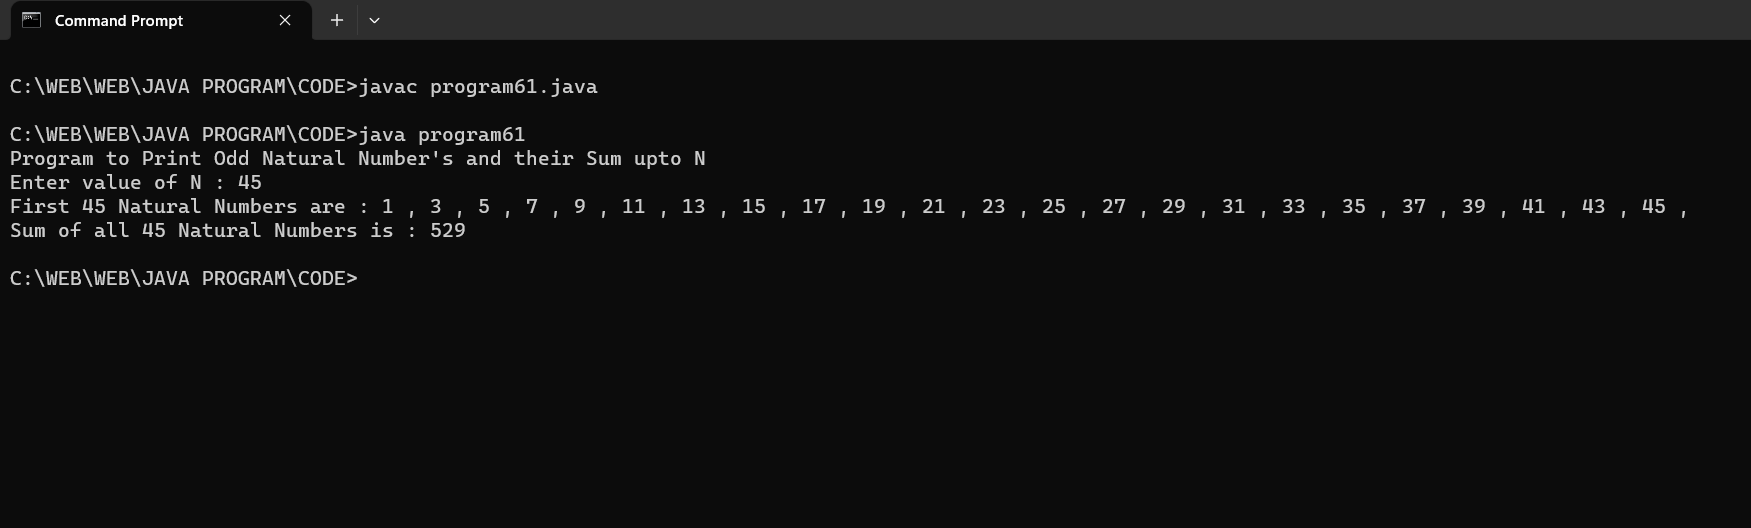 Command Prompt
C:\WEB\WEB\JAVA PROGRAM\CODE>javac program61.java
C:\WEB\WEB\JAVA PROGRAM\CODE>java program61
Program to Print Odd Natural Number's and their Sum upto N
Enter value of N : 45
First 45 Natural Numbers are : 1 , 3 , 5 , 7 , 9 , 11 , 13 , 15 , 17 , 19 , 21 , 23 , 25 , 27 , 29 , 31 , 33 , 35 , 37 , 39 , 41 , 43 , 45 ,
Sum of all 45 Natural Numbers is : 529
C:\WEB\WEB\JAVA PROGRAM\CODE>